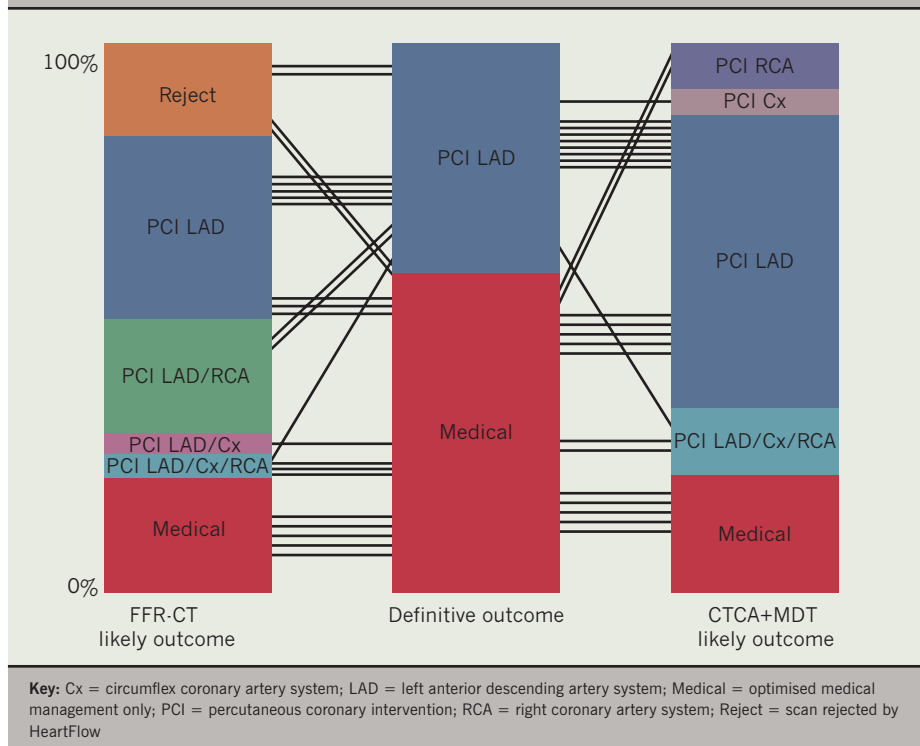 100%
Reject
PCI LAD
PCI LAD/RCA
PCI LAD/Cx
PCI LAD/Cx/RCA
Medical
0%
FFR-CT
likely outcome
PCI LAD
Medical
Definitive outcome
PCI RCA
PCI Cx
PCI LAD
PCI LAD/Cx/RCA
Medical
CTCA+MDT
likely outcome
Key: Cx = circumflex coronary artery system; LAD = left anterior descending artery system; Medical = optimised medical
management only; PCI = percutaneous coronary intervention; RCA = right coronary artery system; Reject = scan rejected by
HeartFlow